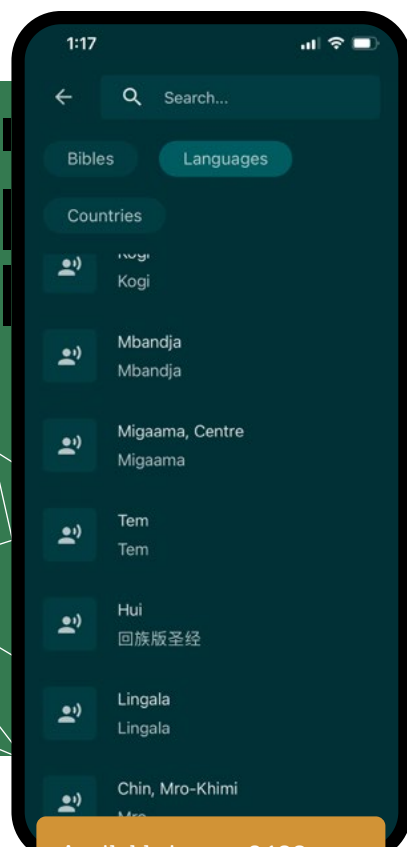 1:17
Search...
Bibles
Languages
Countries
Kogi
Kogi
Mbandja
Mbandja
Migaama, Centre
Migaama
Tem
Tem
Hui
回族版圣经
Lingala
Lingala
Chin, Mro-Khimi